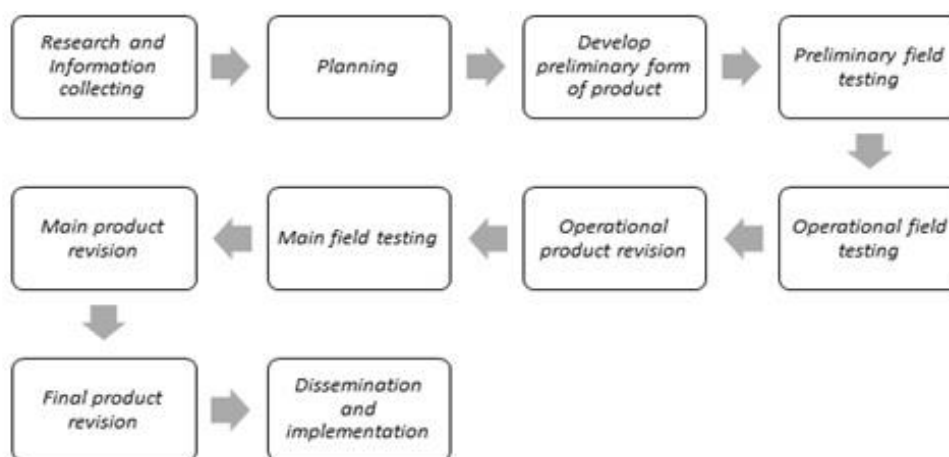 Research and
Information
collecting
Planning
Develop
preliminary form
of product
Preliminary field
testing
Operational field
testing
Operational
product revision
Main field testing
Main product
revision
Final product
revision
Dissemination
and
implementation